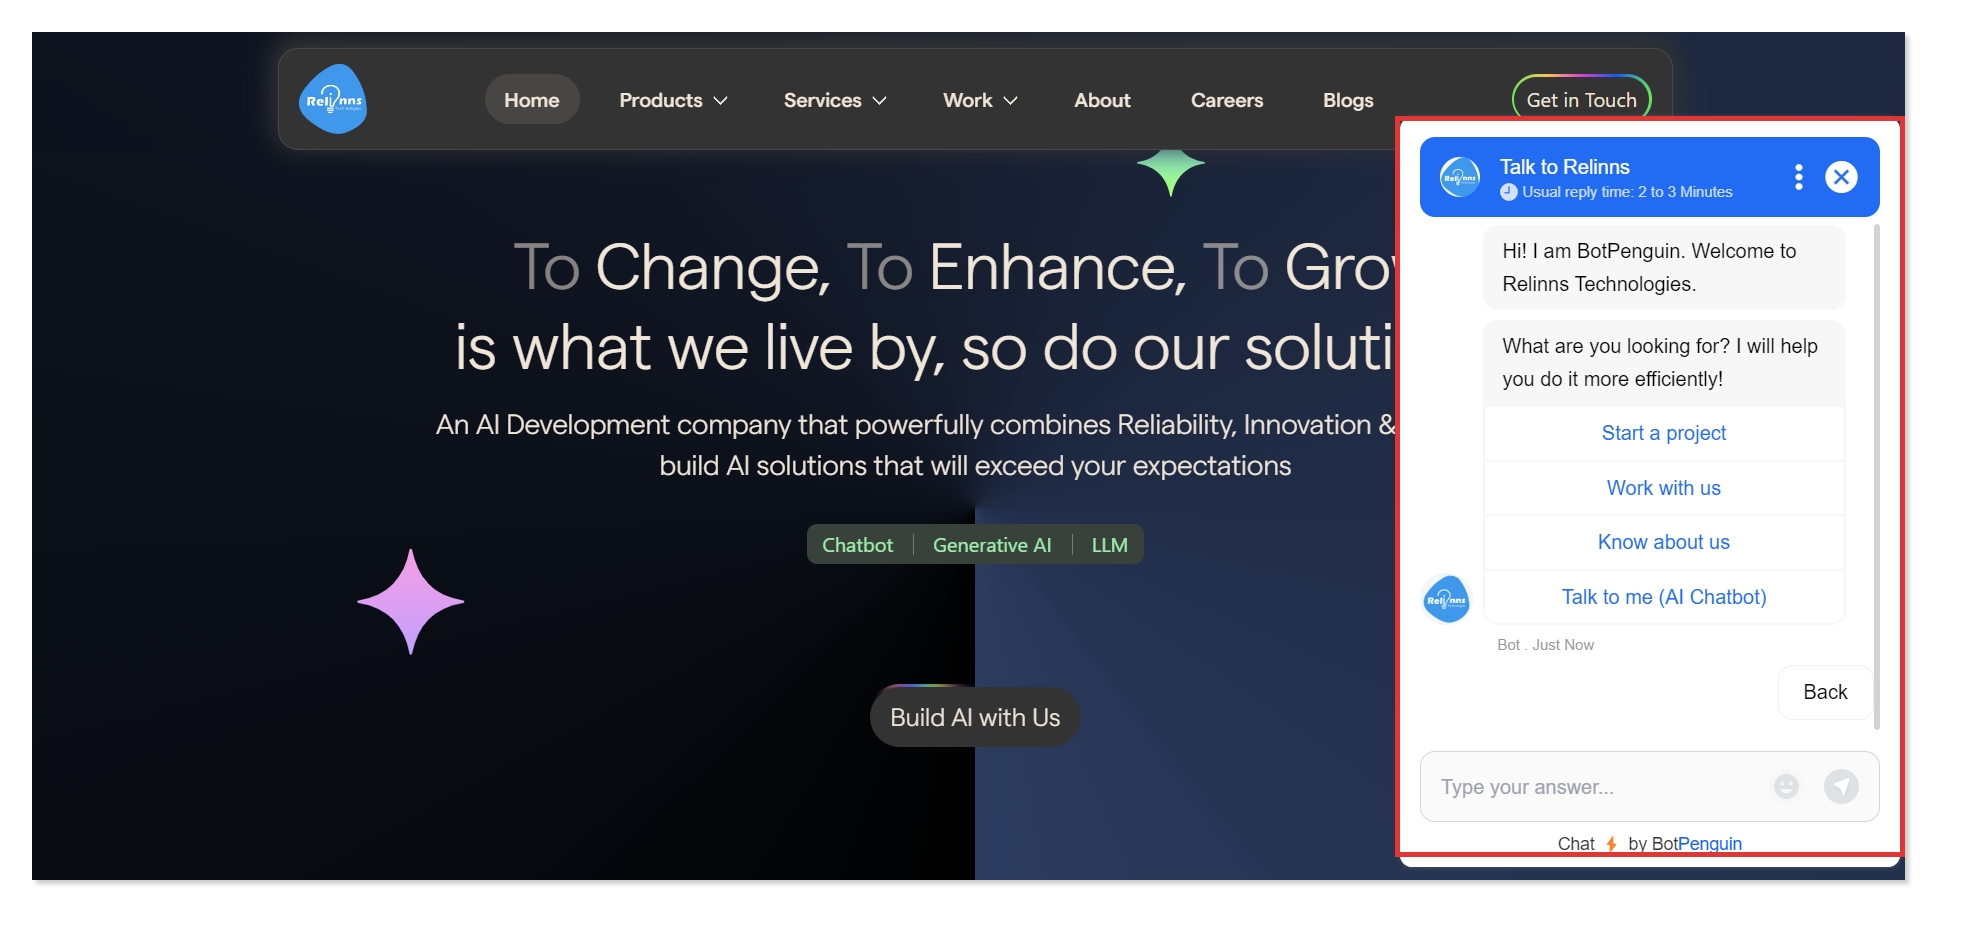 Relinns
Home
Products
Services
Work
About
Careers
Blogs
Get in Touch
To Change, To Enhance, To Grow
is what we live by, so do our soluti
An AI Development company that powerfully combines Reliability, Innovation &
build AI solutions that will exceed your expectations
Chatbot
Generative AI
LLM
Build AI with Us
Relinns
Talk to Relinns
Usual reply time: 2 to 3 Minutes
Hi! I am BotPenguin. Welcome to
Relinns Technologies.
What are you looking for? I will help
you do it more efficiently!
Start a project
Work with us
Know about us
Talk to me (AI Chatbot)
Relinns
Bot . Just Now
Back
Type your answer...
Chat by BotPenguin